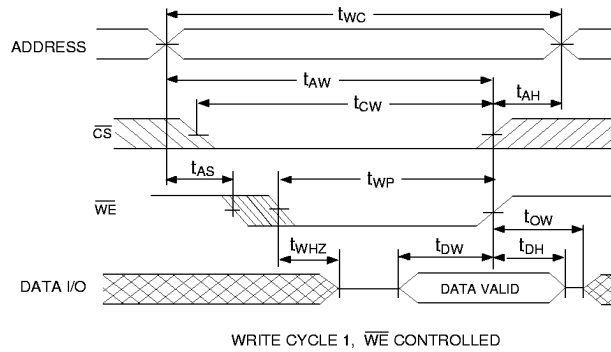 tWC
ADDRESS
tAW
tCW
tAH
CS
tAS
tWP
WE
tOW
tWHZ
tDW
tDH
DATA I/O
DATA VALID
WRITE CYCLE 1, WE CONTROLLED